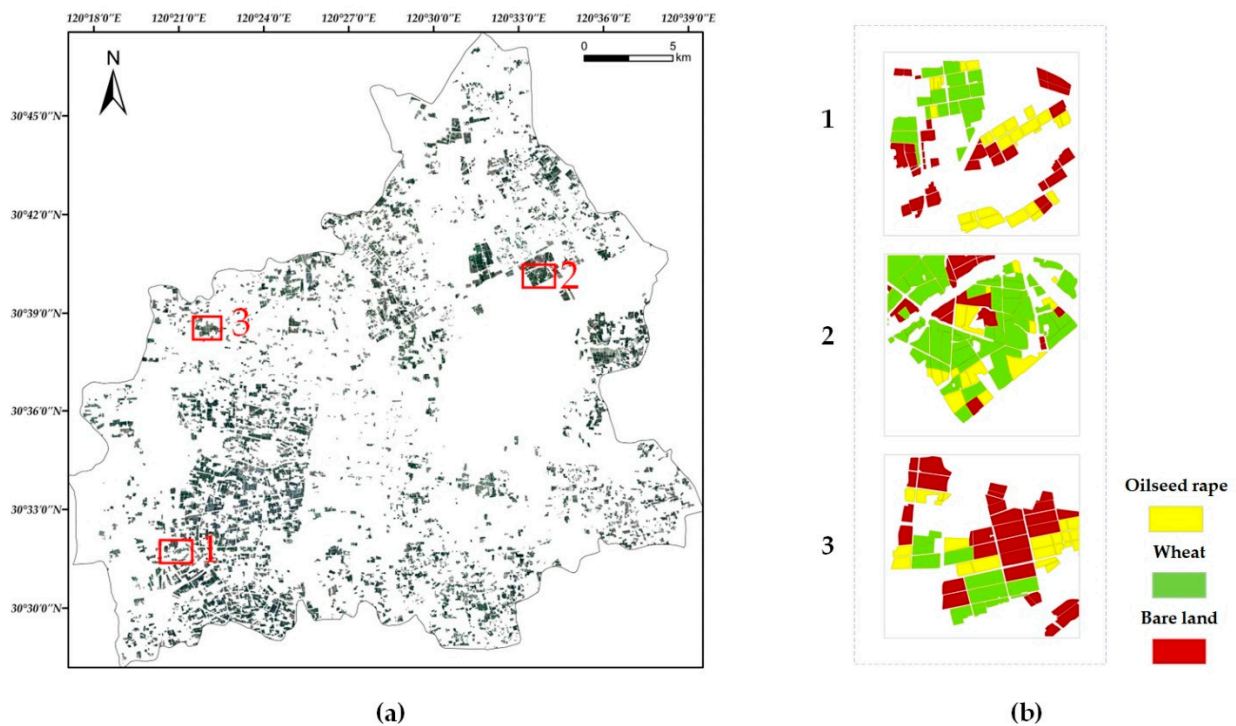 120°18′0″E 120°21′0″E 120°24′0″E 120°27′0″E 120°30′0″E 120°33′0″E 120°36′0″E 120°39′0″E
N
0 5
km
30°45′0″N
30°42′0″N
30°39′0″N
30°36′0″N
30°33′0″N
30°30′0″N
2
3
1
(a)
1
2
3
Oilseed rape
Wheat
Bare land
(b)